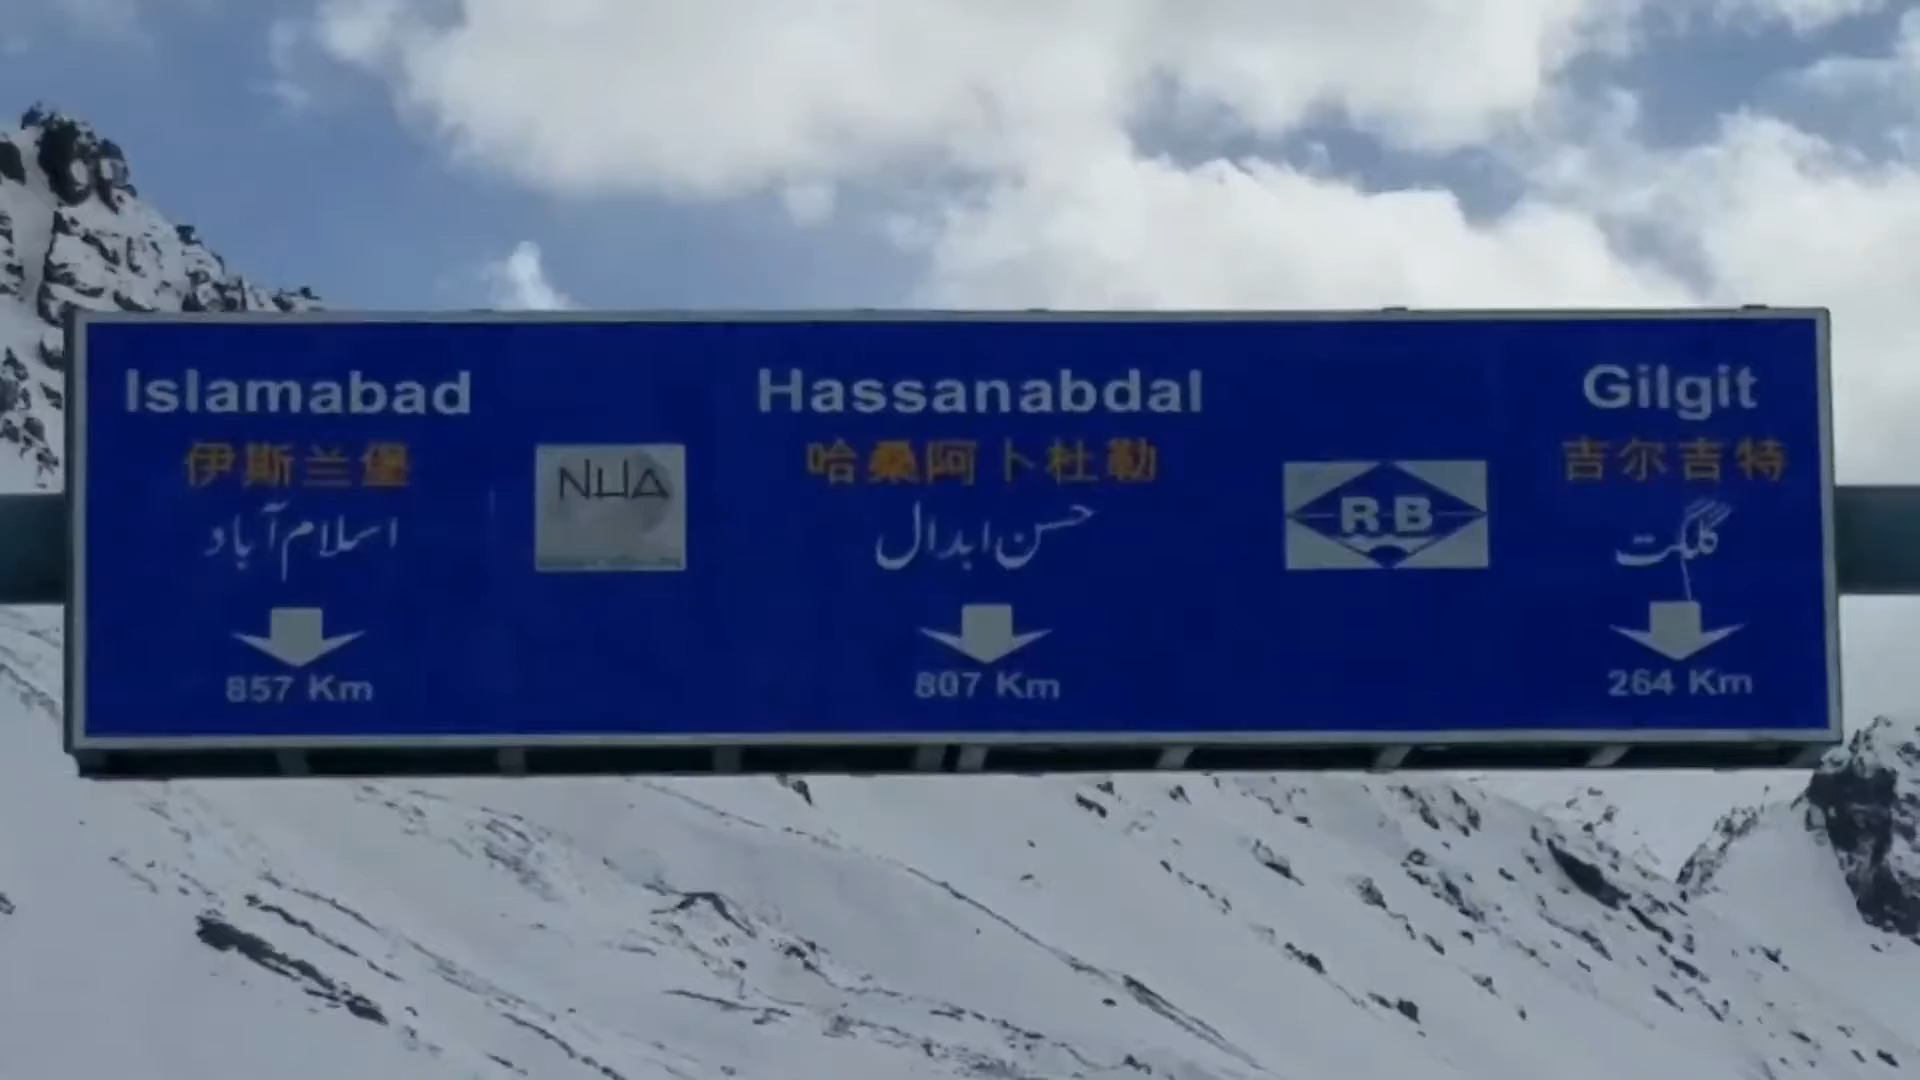 Islamabad
伊斯兰堡
اسلام آباد
857 Km
NHA
Hassanabdal
哈桑阿卜杜勒
حسن ابدال
807 Km
RB
Gilgit
吉尔吉特
گلگت
264 Km